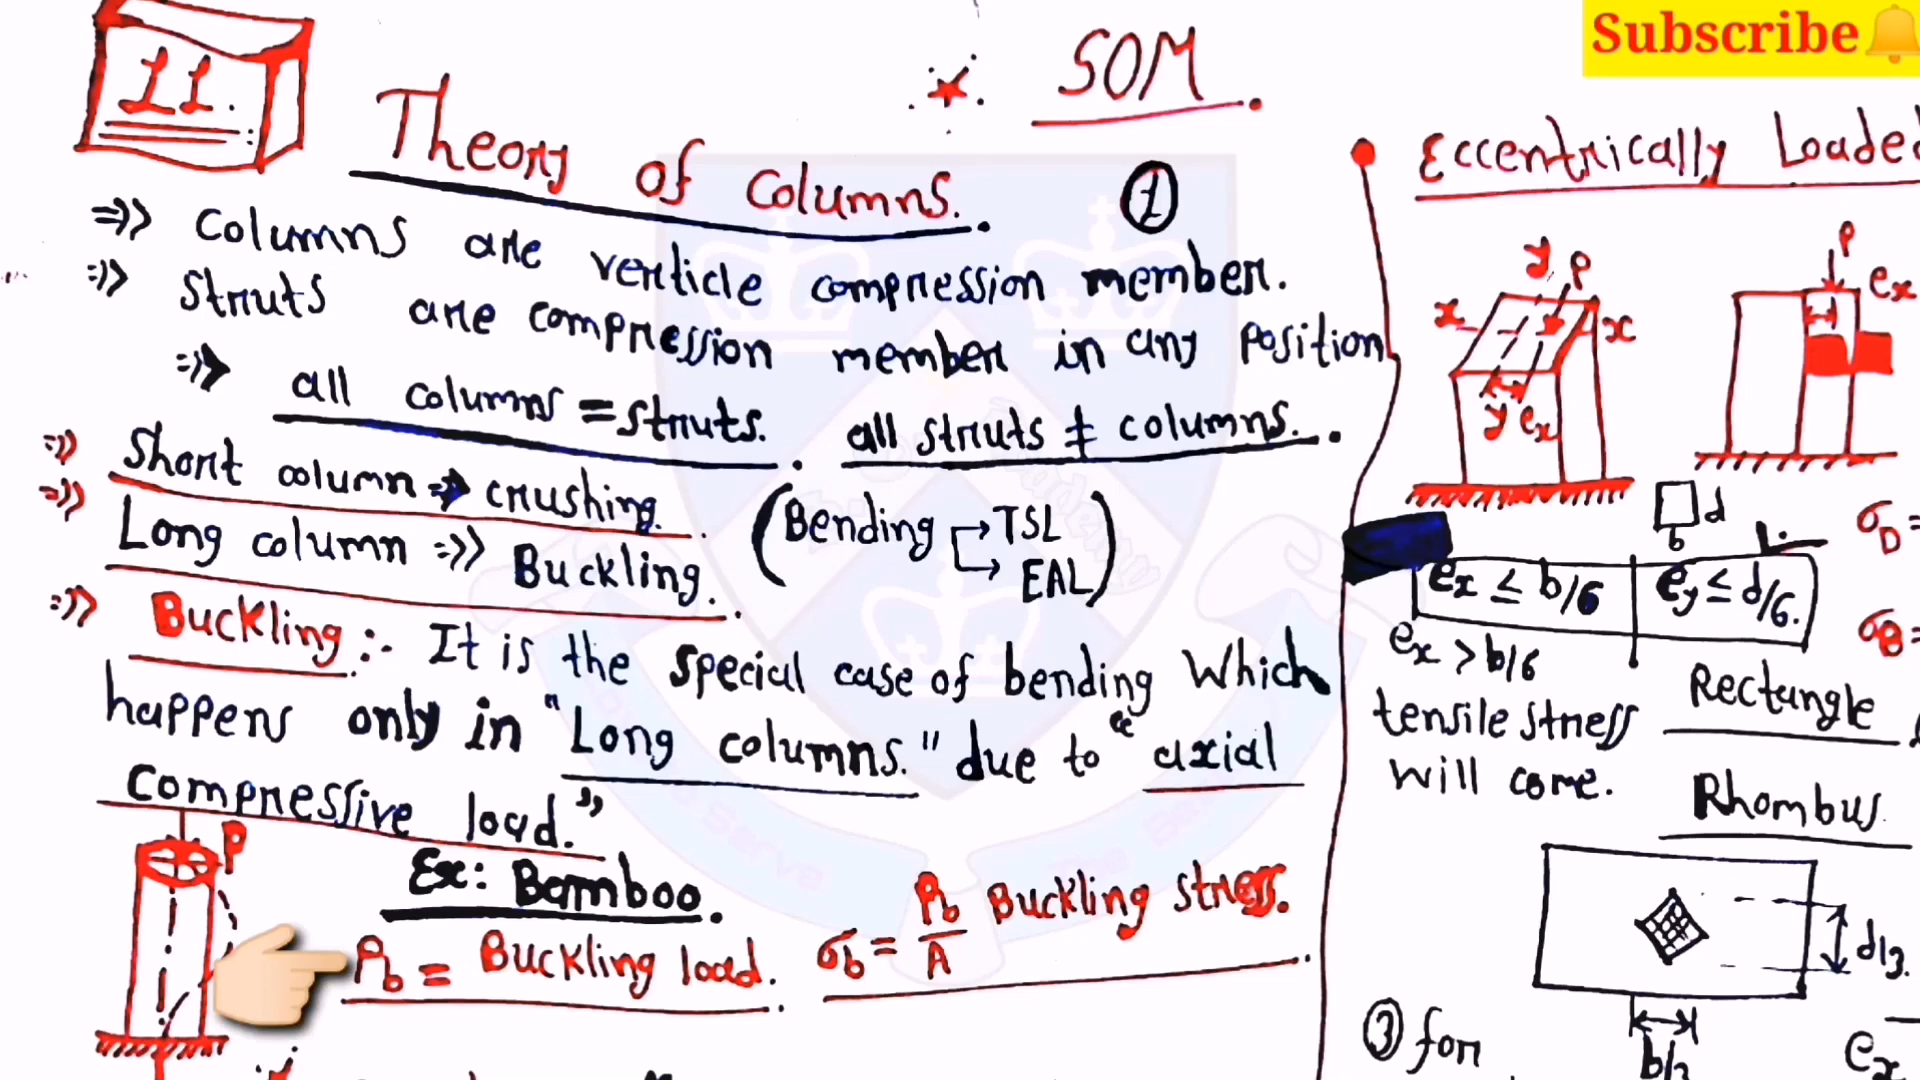 Subscribe
11.
SOM
Theory of Columns.
1
=>> Columns are verticle compression member.
=>> Struts are compression member in any position
=>> all columns = struts. all struts ≠ columns.
=>> Short column => crushing.
=>> Long column =>> Buckling.
(Bending → TSL
→ EAL)
=>> Buckling :- It is the special case of bending Which
happens only in "Long columns." due to "axial
compressive load."
P
Ex: Bamboo.
Pb = Buckling load.
σb = Pb/A Buckling stress.
Eccentrically Loaded
y P
x x
y ex
P
ex
d
b
σD =
ex ≤ b/6 ey ≤ d/6.
σB =
ex > b/6
tensile stress
will come.
Rectangle
Rhombus.
d/3.
b/3
③ for
ex